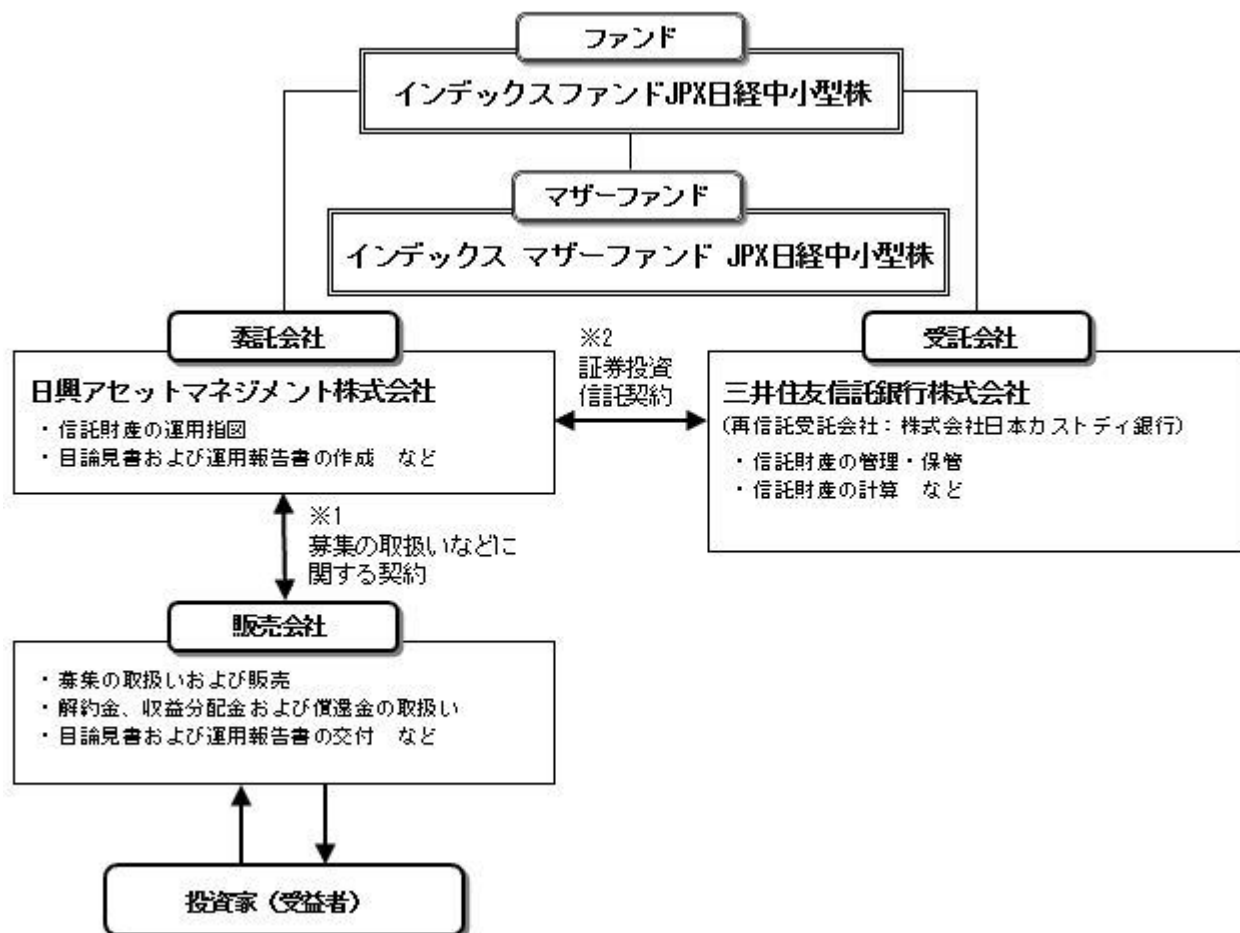 ファンド
インデックスファンドJPX日経中小型株
マザーファンド
インデックス マザーファンド JPX日経中小型株
委託会社
日興アセットマネジメント株式会社
・信託財産の運用指図
・目論見書および運用報告書の作成 など
※2
証券投資
信託契約
受託会社
三井住友信託銀行株式会社
(再信託受託会社：株式会社日本カストディ銀行)
・信託財産の管理・保管
・信託財産の計算 など
※1
募集の取扱いなどに
関する契約
販売会社
・募集の取扱いおよび販売
・解約金、収益分配金および償還金の取扱い
・目論見書および運用報告書の交付 など
投資家（受益者）